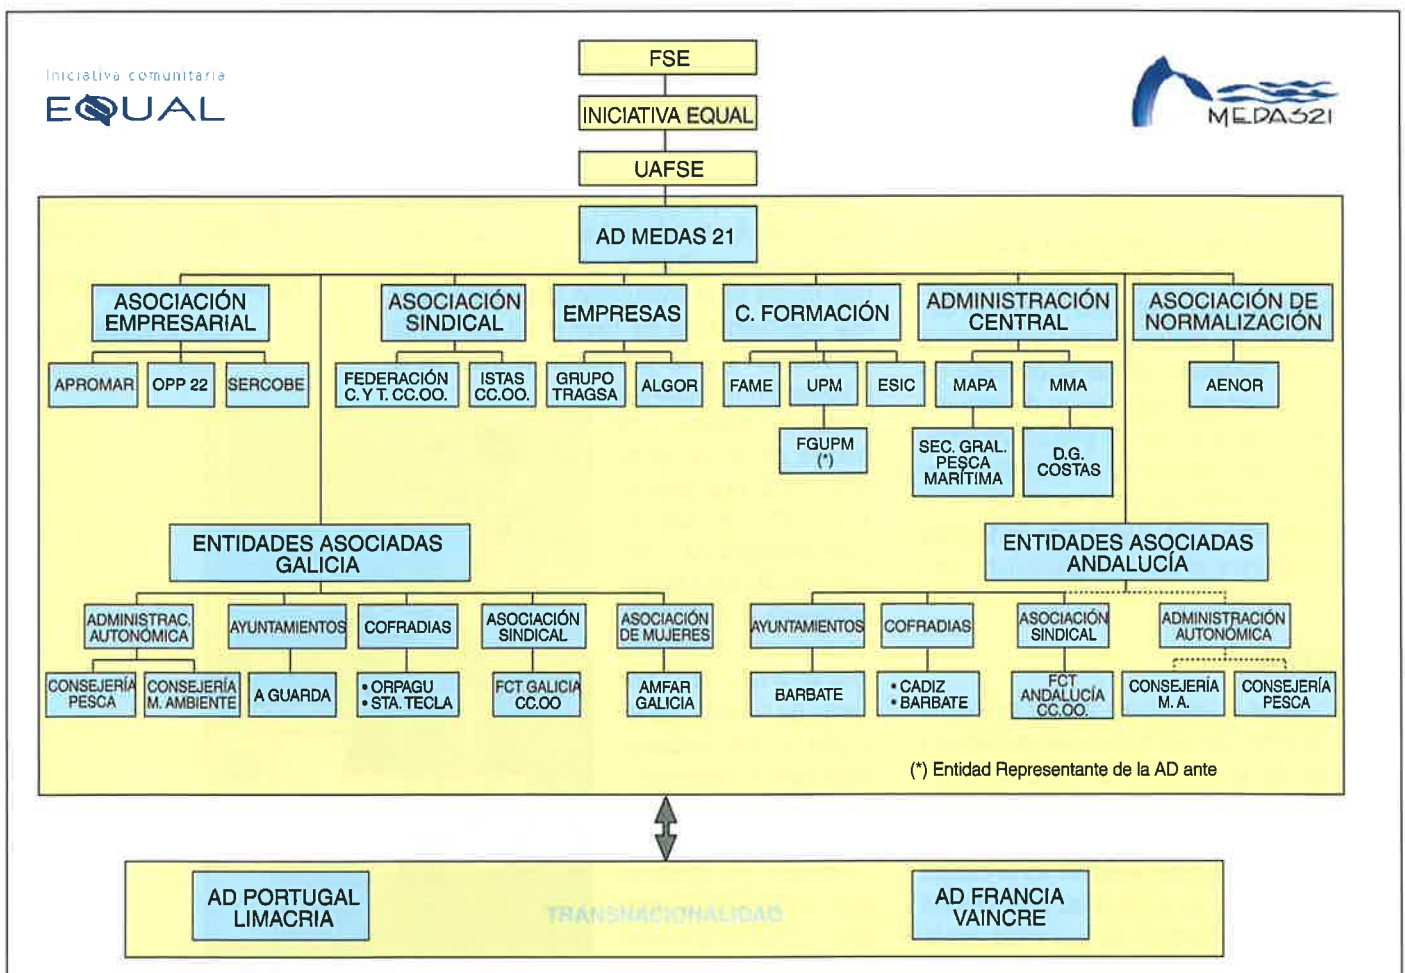 Iniciativa comunitaria
EQUAL
FSE
INICIATIVA EQUAL
UAFSE
MEDAS21
AD MEDAS 21
ASOCIACIÓN
EMPRESARIAL
ASOCIACIÓN
SINDICAL
EMPRESAS
C. FORMACIÓN
ADMINISTRACIÓN
CENTRAL
ASOCIACIÓN DE
NORMALIZACIÓN
APROMAR
OPP 22
SERCOBE
FEDERACIÓN
C. Y T. CC.OO.
ISTAS
CC.OO.
GRUPO
TRAGSA
ALGOR
FAME
UPM
ESIC
MAPA
MMA
AENOR
FGUPM
(*)
SEC. GRAL.
PESCA
MARÍTIMA
D.G.
COSTAS
ENTIDADES ASOCIADAS
GALICIA
ENTIDADES ASOCIADAS
ANDALUCÍA
ADMINISTRAC.
AUTONÓMICA
AYUNTAMIENTOS
COFRADIAS
ASOCIACIÓN
SINDICAL
ASOCIACIÓN
DE MUJERES
AYUNTAMIENTOS
COFRADIAS
ASOCIACIÓN
SINDICAL
ADMINISTRACIÓN
AUTONÓMICA
CONSEJERÍA
PESCA
CONSEJERÍA
M. AMBIENTE
A GUARDA
• ORPAGU
• STA. TECLA
FCT GALICIA
CC.OO
AMFAR
GALICIA
BARBATE
• CADIZ
• BARBATE
FCT
ANDALUCÍA
CC.OO.
CONSEJERÍA
M. A.
CONSEJERÍA
PESCA
(*) Entidad Representante de la AD ante
AD PORTUGAL
LIMACRIA
TRANSNACIONALIDAD
AD FRANCIA
VAINCRE